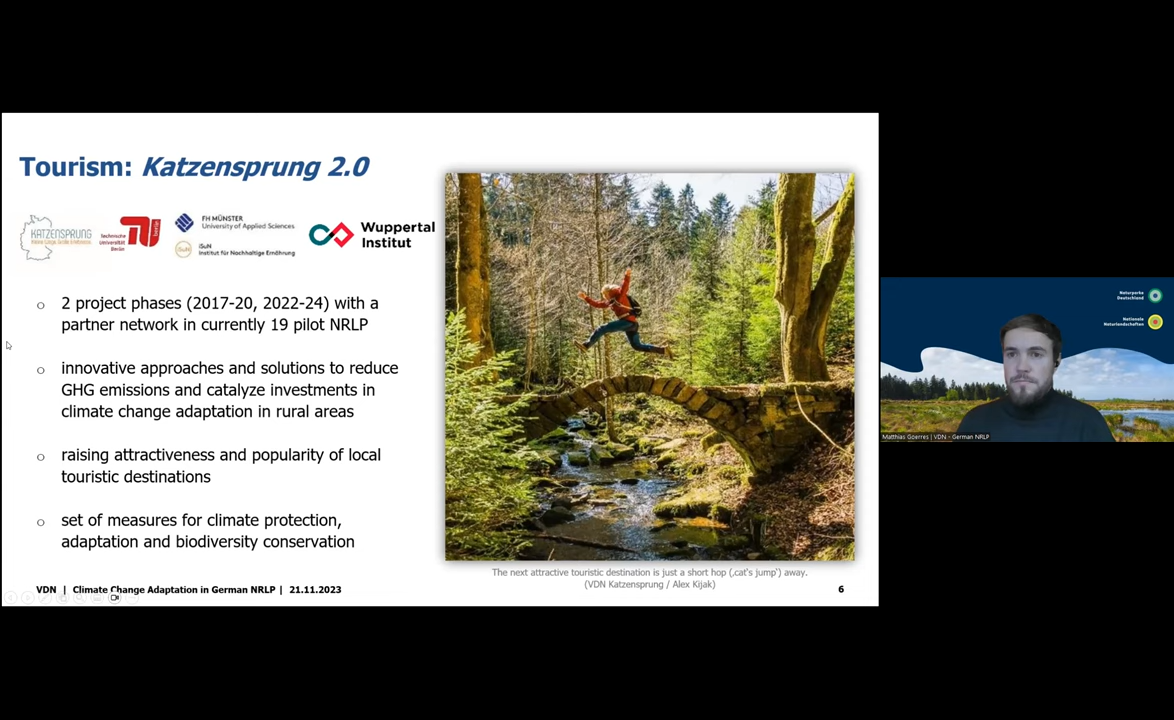 Tourism: Katzensprung 2.0
KATZENSPRUNG
Technische
Universität
Berlin
FH MÜNSTER
University of Applied Sciences
iSuN
Institut für Nachhaltige Ernährung
Wuppertal
Institut
2 project phases (2017-20, 2022-24) with a
partner network in currently 19 pilot NRLP
innovative approaches and solutions to reduce
GHG emissions and catalyze investments in
climate change adaptation in rural areas
raising attractiveness and popularity of local
touristic destinations
set of measures for climate protection,
adaptation and biodiversity conservation
The next attractive touristic destination is just a short hop (‚cat's jump') away.
(VDN Katzensprung / Alex Kijak)
VDN | Climate Change Adaptation in German NRLP | 21.11.2023
6
Naturparke
Deutschland
Nationale
Naturlandschaften
Matthias Goerres | VDN - German NRLP